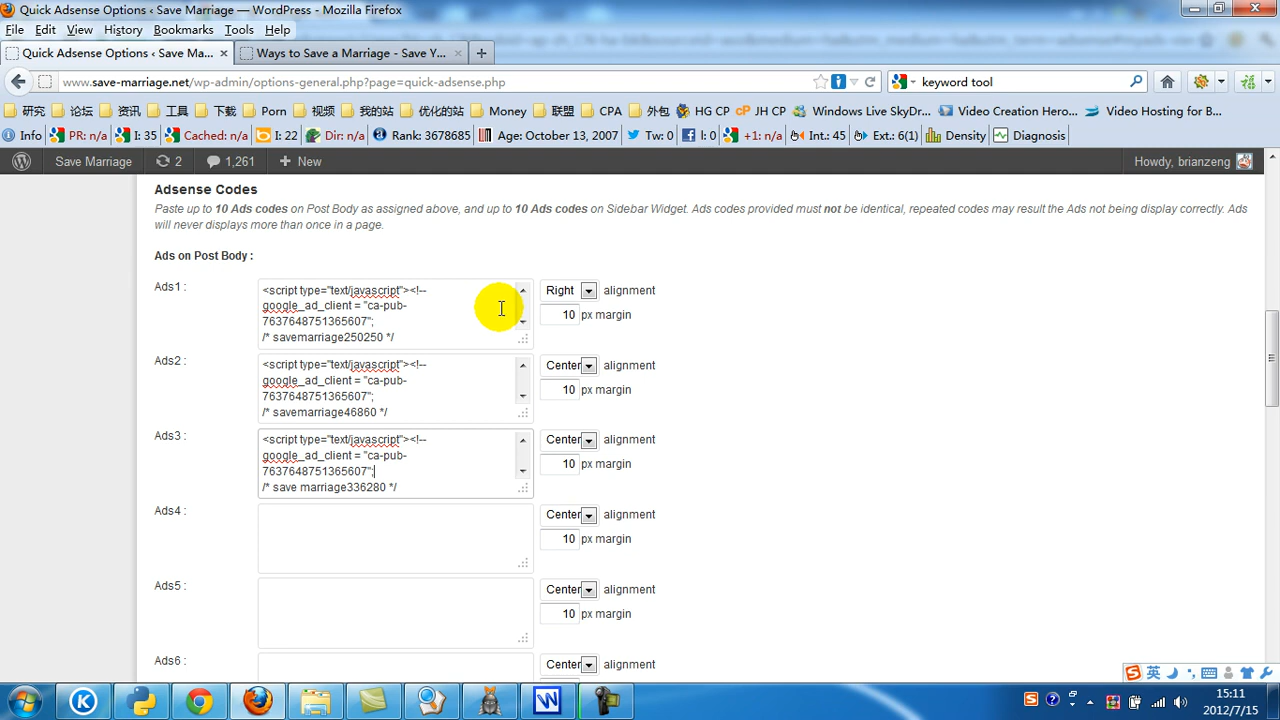 Quick Adsense Options ‹ Save Marriage — WordPress - Mozilla Firefox
File Edit View History Bookmarks Tools Help
Quick Adsense Options ‹ Save Ma... × Ways to Save a Marriage - Save Y... × +
www.save-marriage.net/wp-admin/options-general.php?page=quick-adsense.php keyword tool
研究 论坛 资讯 工具 下载 Porn 视频 我的站 优化的站 Money 联盟 CPA 外包 HG CP JH CP Windows Live SkyDr... Video Creation Hero... Video Hosting for B...
Info PR: n/a I: 35 Cached: n/a I: 22 Dir: n/a Rank: 3678685 Age: October 13, 2007 Tw: 0 l: 0 +1: n/a Int.: 45 Ext.: 6(1) Density Diagnosis
Save Marriage 2 1,261 + New Howdy, brianzeng
Adsense Codes
Paste up to 10 Ads codes on Post Body as assigned above, and up to 10 Ads codes on Sidebar Widget. Ads codes provided must not be identical, repeated codes may result the Ads not being display correctly. Ads
will never displays more than once in a page.
Ads on Post Body :
Ads1 :
<script type="text/javascript"><!--
google_ad_client = "ca-pub-
7637648751365607";
/* savemarriage250250 */
Right alignment
10 px margin
Ads2 :
<script type="text/javascript"><!--
google_ad_client = "ca-pub-
7637648751365607";
/* savemarriage46860 */
Center alignment
10 px margin
Ads3 :
<script type="text/javascript"><!--
google_ad_client = "ca-pub-
7637648751365607";
/* save marriage336280 */
Center alignment
10 px margin
Ads4 :
Center alignment
10 px margin
Ads5 :
Center alignment
10 px margin
Ads6 :
Center alignment
英
15:11
2012/7/15